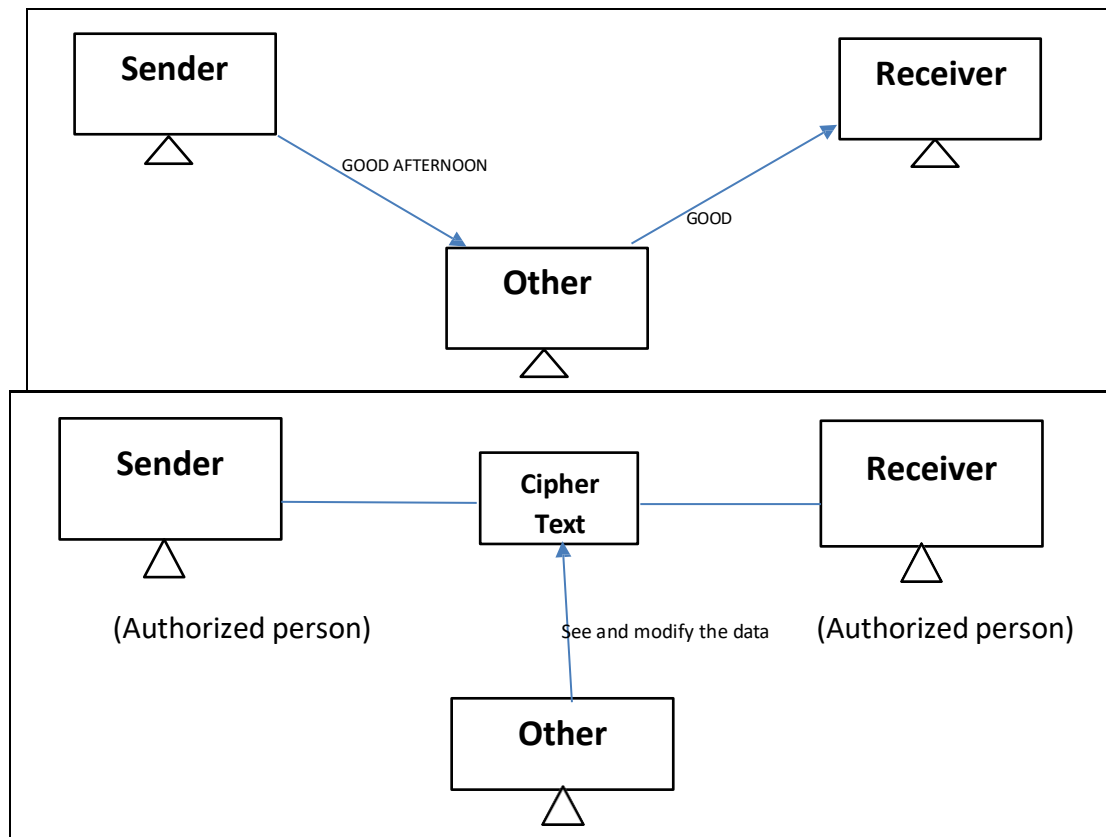 Sender
Receiver
GOOD AFTERNOON
GOOD
Other
Sender
Cipher
Text
Receiver
(Authorized person)
See and modify the data
(Authorized person)
Other